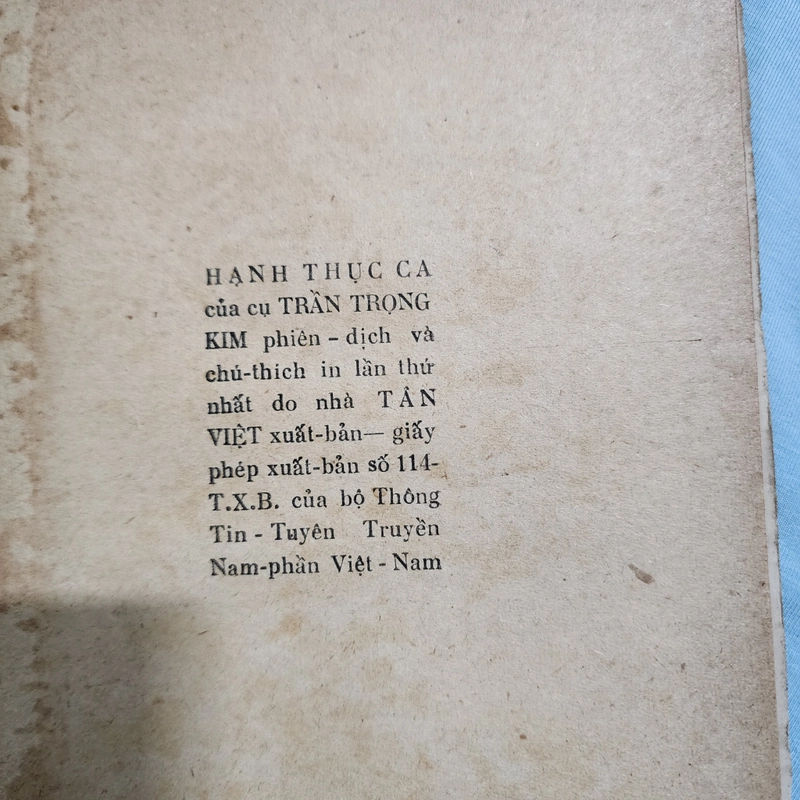 HẠNH THỤC CA
của cụ TRẦN TRỌNG
KIM phiên - dịch và
chú-thich in lần thứ
nhất do nhà TÂN
VIỆT xuất-bản— giấy
phép xuất-bản số 114-
T.X.B. của bộ Thông
Tin - Tuyên Truyền
Nam-phần Việt - Nam